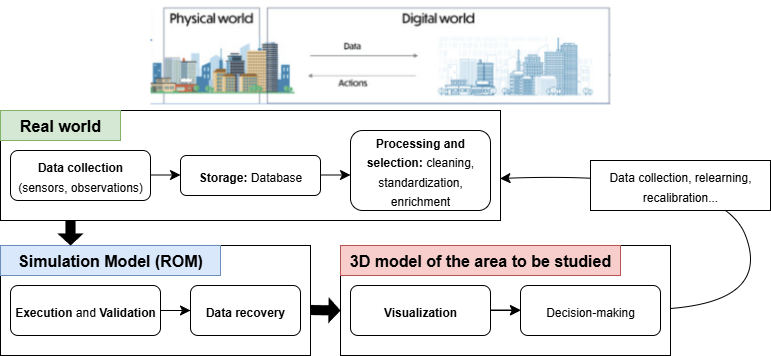 Physical world
Digital world
Data
Actions
Real world
Data collection
(sensors, observations)
Storage: Database
Processing and
selection: cleaning,
standardization,
enrichment
Data collection, relearning,
recalibration...
Simulation Model (ROM)
Execution and Validation
Data recovery
3D model of the area to be studied
Visualization
Decision-making